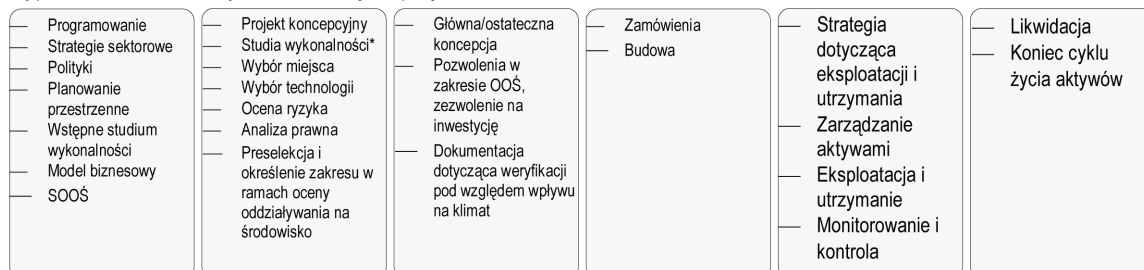 — Programowanie
— Strategie sektorowe
— Polityki
— Planowanie
przestrzenne
— Wstępne studium
wykonalności
— Model biznesowy
— SOOŚ
— Projekt koncepcyjny
— Studia wykonalności*
— Wybór miejsca
— Wybór technologii
— Ocena ryzyka
— Analiza prawna
— Preselekcja i
określenie zakresu w
ramach oceny
oddziaływania na
środowisko
— Główna/ostateczna
koncepcja
— Pozwolenia w
zakresie OOŚ,
zezwolenie na
inwestycję
— Dokumentacja
dotycząca weryfikacji
pod względem wpływu
na klimat
— Zamówienia
— Budowa
— Strategia
dotycząca
eksploatacji i
utrzymania
— Zarządzanie
aktywami
— Eksploatacja i
utrzymanie
— Monitorowanie i
kontrola
— Likwidacja
— Koniec cyklu
życia aktywów